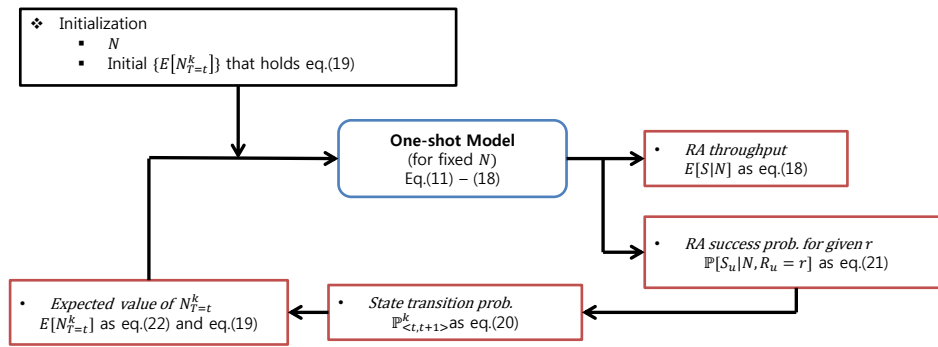 ❖ Initialization
▪ N
▪ Initial {E[N^k_{T=t}]} that holds eq.(19)
One-shot Model
(for fixed N)
Eq.(11) – (18)
• RA throughput
E[S|N] as eq.(18)
• RA success prob. for given r
ℙ[S_u|N, R_u = r] as eq.(21)
• Expected value of N^k_{T=t}
E[N^k_{T=t}] as eq.(22) and eq.(19)
• State transition prob.
ℙ^k_{<t,t+1>} as eq.(20)